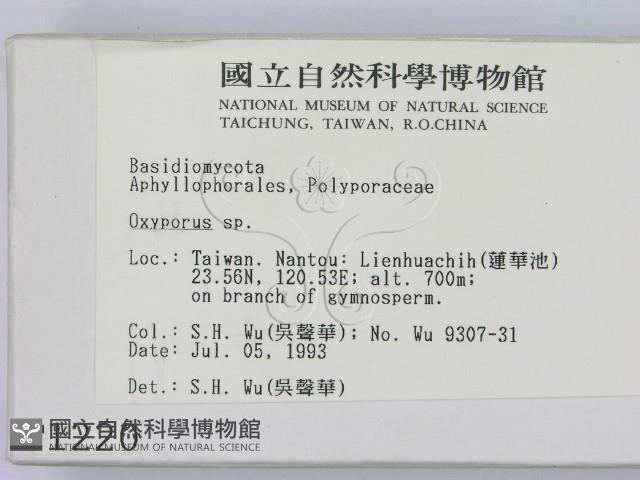 國立自然科學博物館
NATIONAL MUSEUM OF NATURAL SCIENCE
TAICHUNG, TAIWAN, R.O.CHINA
Basidiomycota
Aphyllophorales, Polyporaceae
Oxyporus sp.
Loc.: Taiwan. Nantou: Lienhuachih(蓮華池)
23.56N, 120.53E; alt. 700m;
on branch of gymnosperm.
Col.: S.H. Wu(吳聲華); No. Wu 9307-31
Date: Jul. 05, 1993
Det.: S.H. Wu(吳聲華)
國立自然科學博物館
NATIONAL MUSEUM OF NATURAL SCIENCE
1220